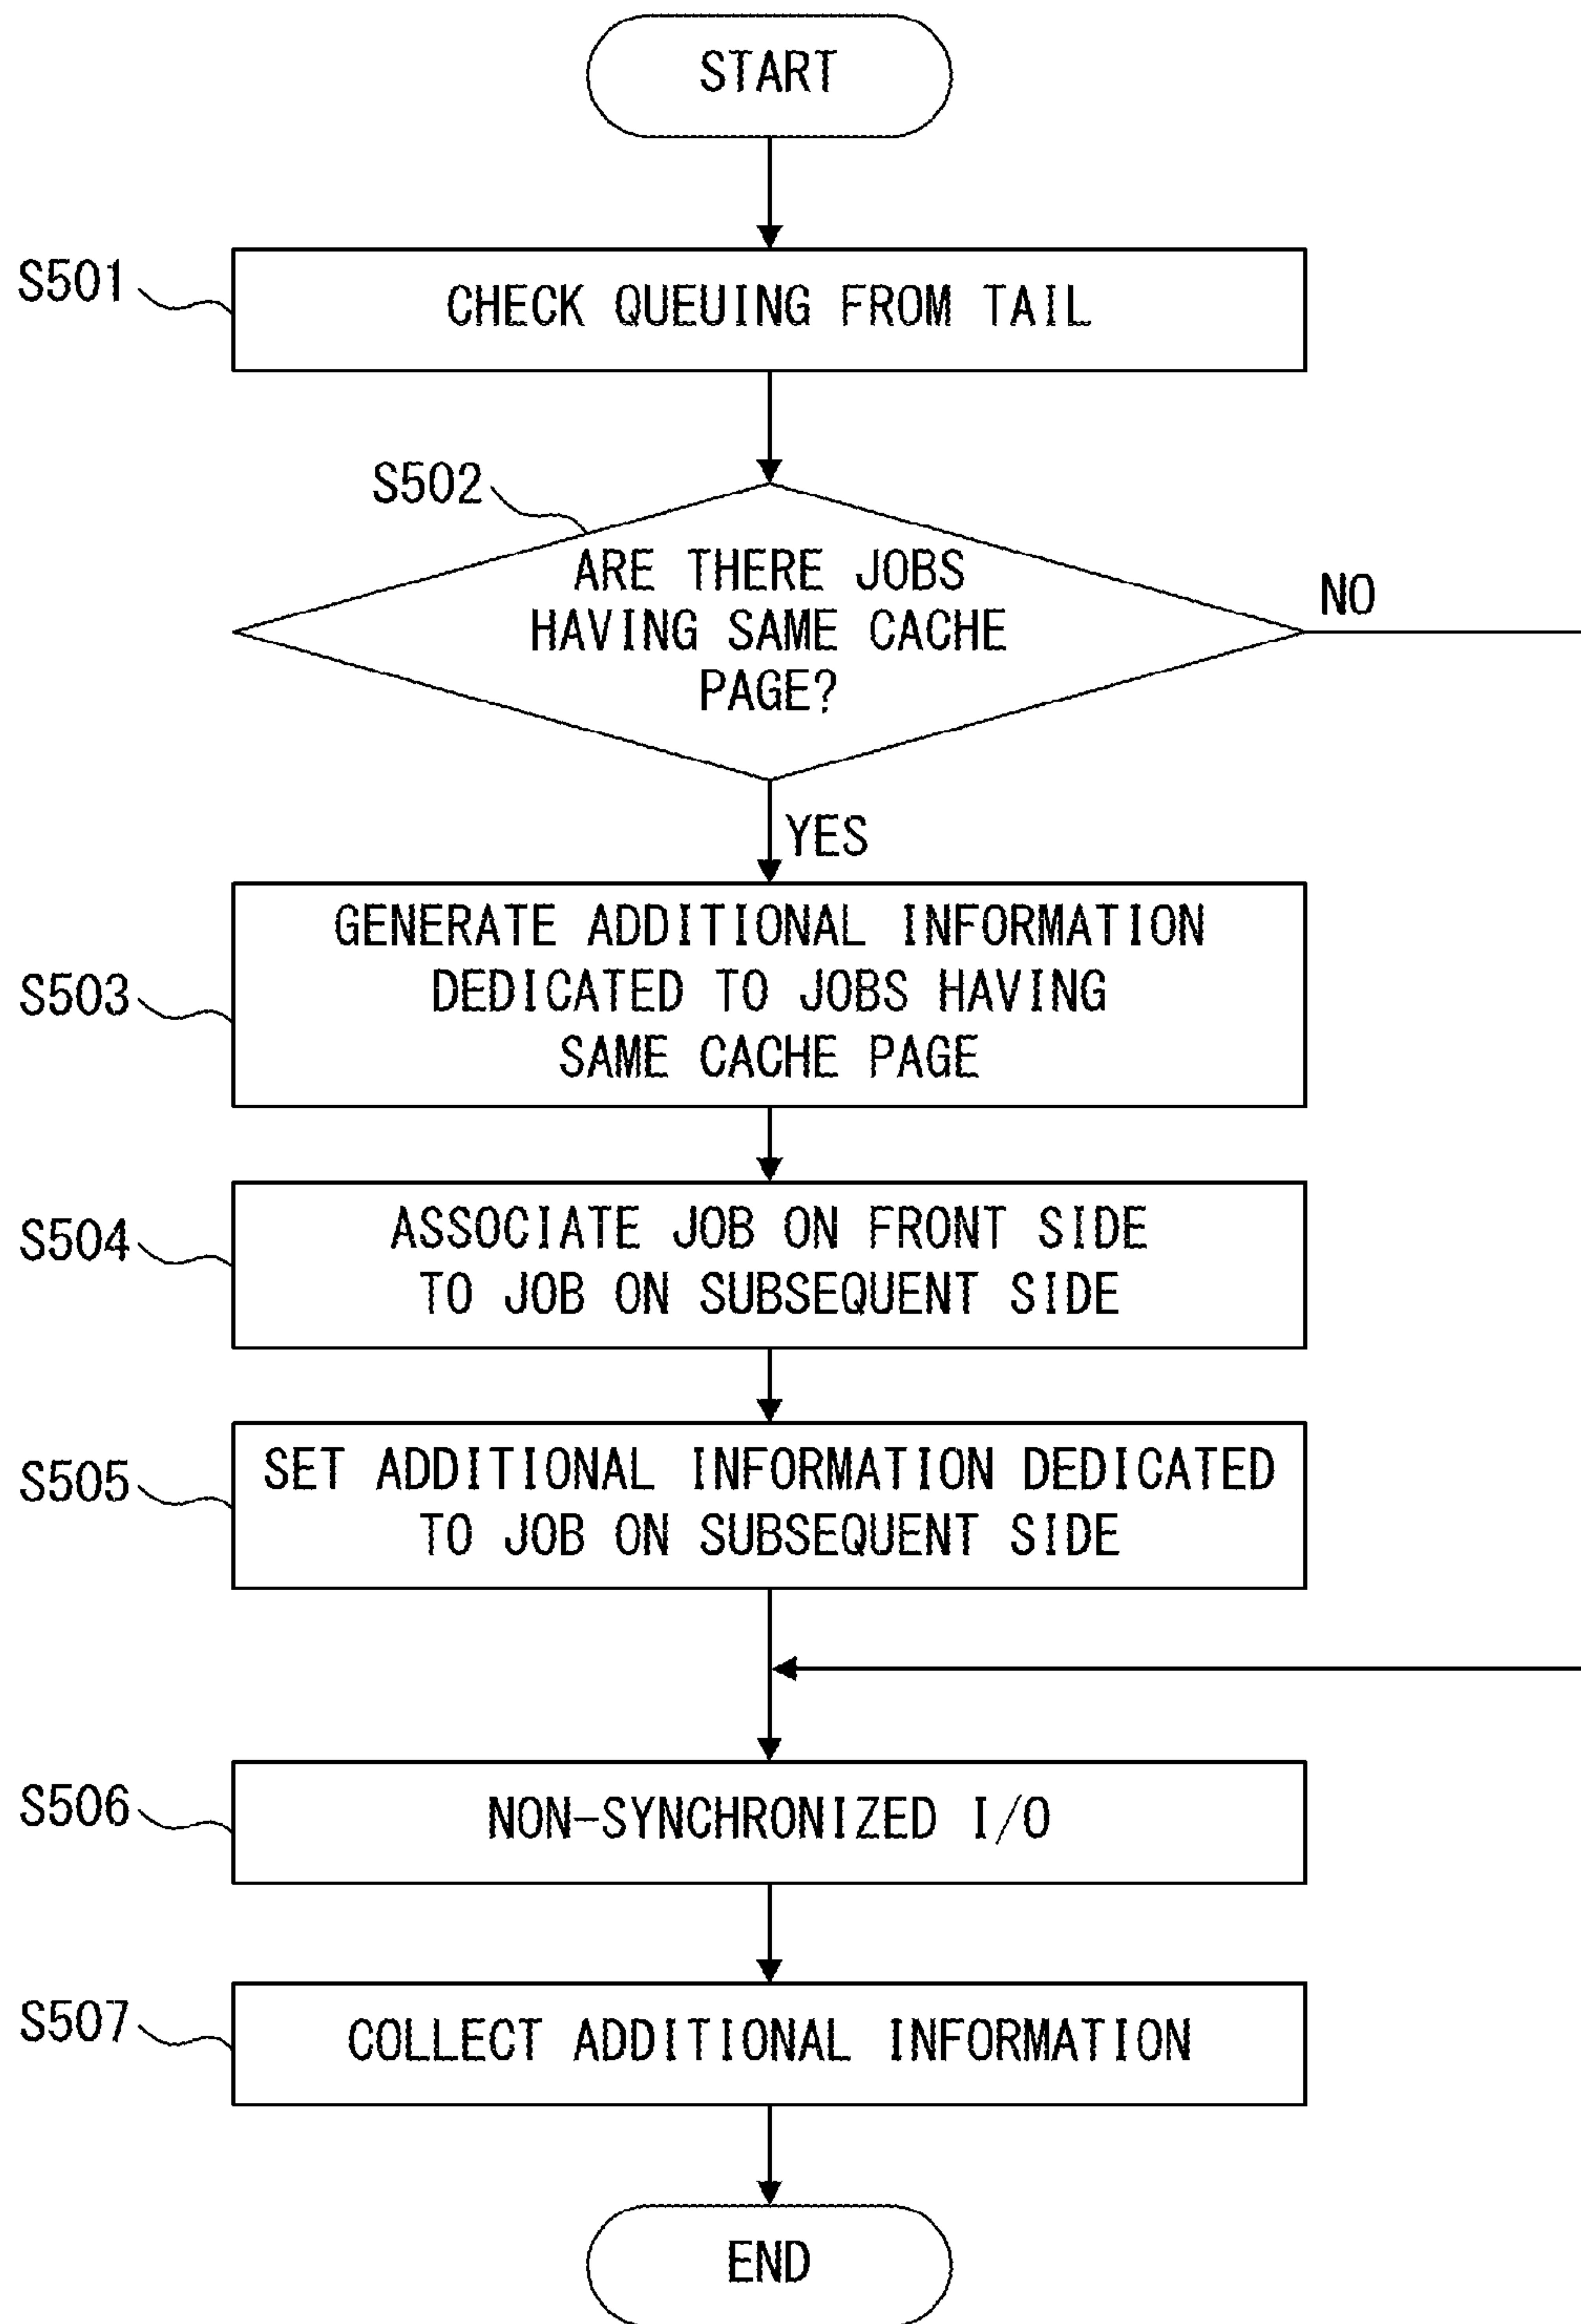 START
S501
CHECK QUEUING FROM TAIL
S502
ARE THERE JOBS
HAVING SAME CACHE
PAGE?
NO
YES
S503
GENERATE ADDITIONAL INFORMATION
DEDICATED TO JOBS HAVING
SAME CACHE PAGE
S504
ASSOCIATE JOB ON FRONT SIDE
TO JOB ON SUBSEQUENT SIDE
S505
SET ADDITIONAL INFORMATION DEDICATED
TO JOB ON SUBSEQUENT SIDE
S506
NON-SYNCHRONIZED I/O
S507
COLLECT ADDITIONAL INFORMATION
END